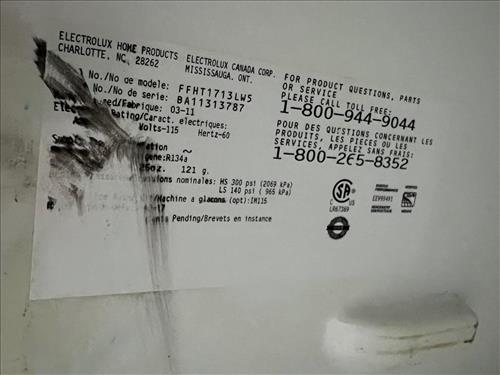 ELECTROLUX HOME PRODUCTS
CHARLOTTE, NC, 28262
ELECTROLUX CANADA CORP.
MISSISSAUGA. ONT.
No./No de modele: FFHT1713LW5
No./No de serie: BA11313787
Fabrique: 03-11
Rating/Caract. electriques:
Volts-115 Hertz-60
R134a
121 g.
nominales: HS 300 psi (2069 kPa)
LS 140 psi ( 965 kPa)
/Machine a glacons (opt):IM115
Pending/Brevets en instance
FOR PRODUCT QUESTIONS, PARTS
OR SERVICE
PLEASE CALL TOLL FREE:
1-800-944-9044
POUR DES QUESTIONS CONCERNANT LES
PRODUITS, LES PIECES OU LES
SERVICES, APPELEZ SANS FRAIS:
1-800-265-8352
C US
LR67369
EEV99491